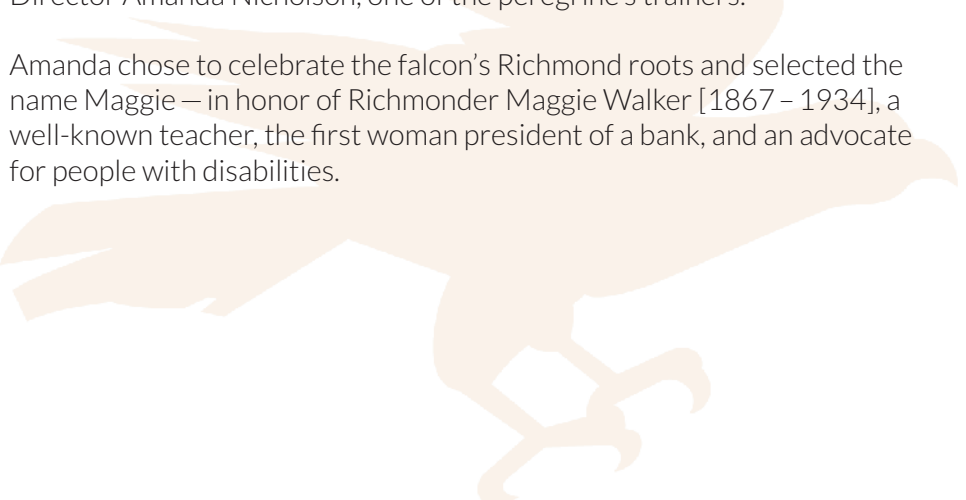 Director Amanda Nicholson, one of the peregrine's trainers.
Amanda chose to celebrate the falcon's Richmond roots and selected the
name Maggie — in honor of Richmonder Maggie Walker [1867 – 1934], a
well-known teacher, the first woman president of a bank, and an advocate
for people with disabilities.